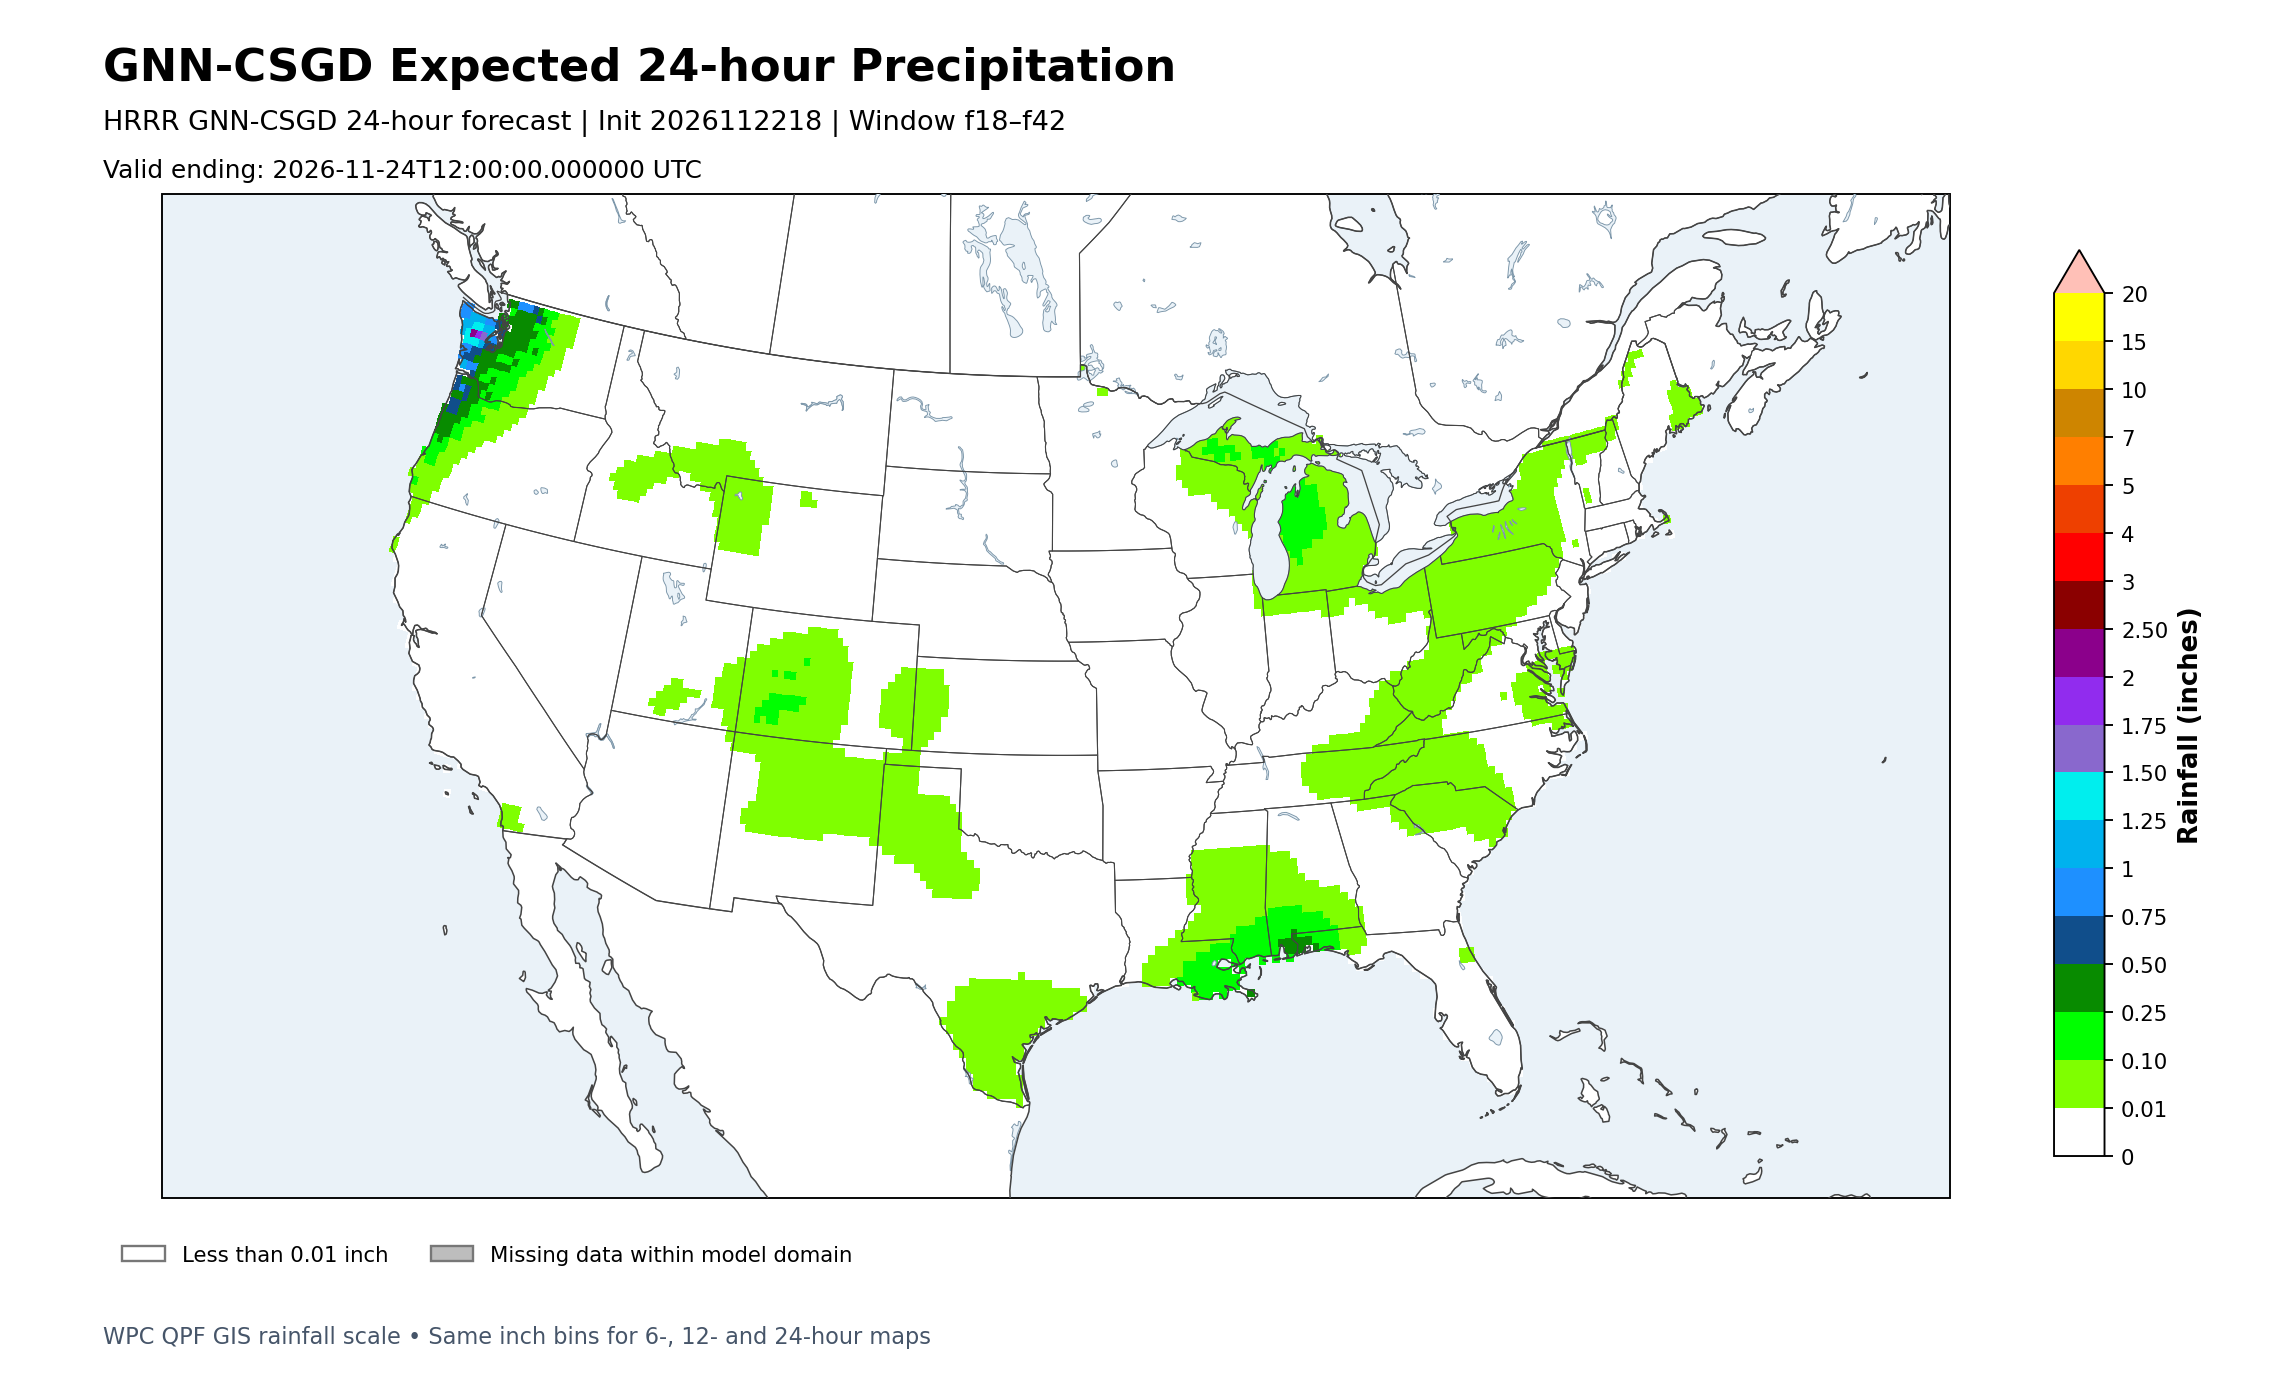 GNN-CSGD Expected 24-hour Precipitation
HRRR GNN-CSGD 24-hour forecast | Init 2026112218 | Window f18–f42
Valid ending: 2026-11-24T12:00:00.000000 UTC
20
15
10
7
5
4
3
2.50
2
1.75
1.50
1.25
1
0.75
0.50
0.25
0.10
0.01
0
Rainfall (inches)
Less than 0.01 inch
Missing data within model domain
WPC QPF GIS rainfall scale • Same inch bins for 6-, 12- and 24-hour maps